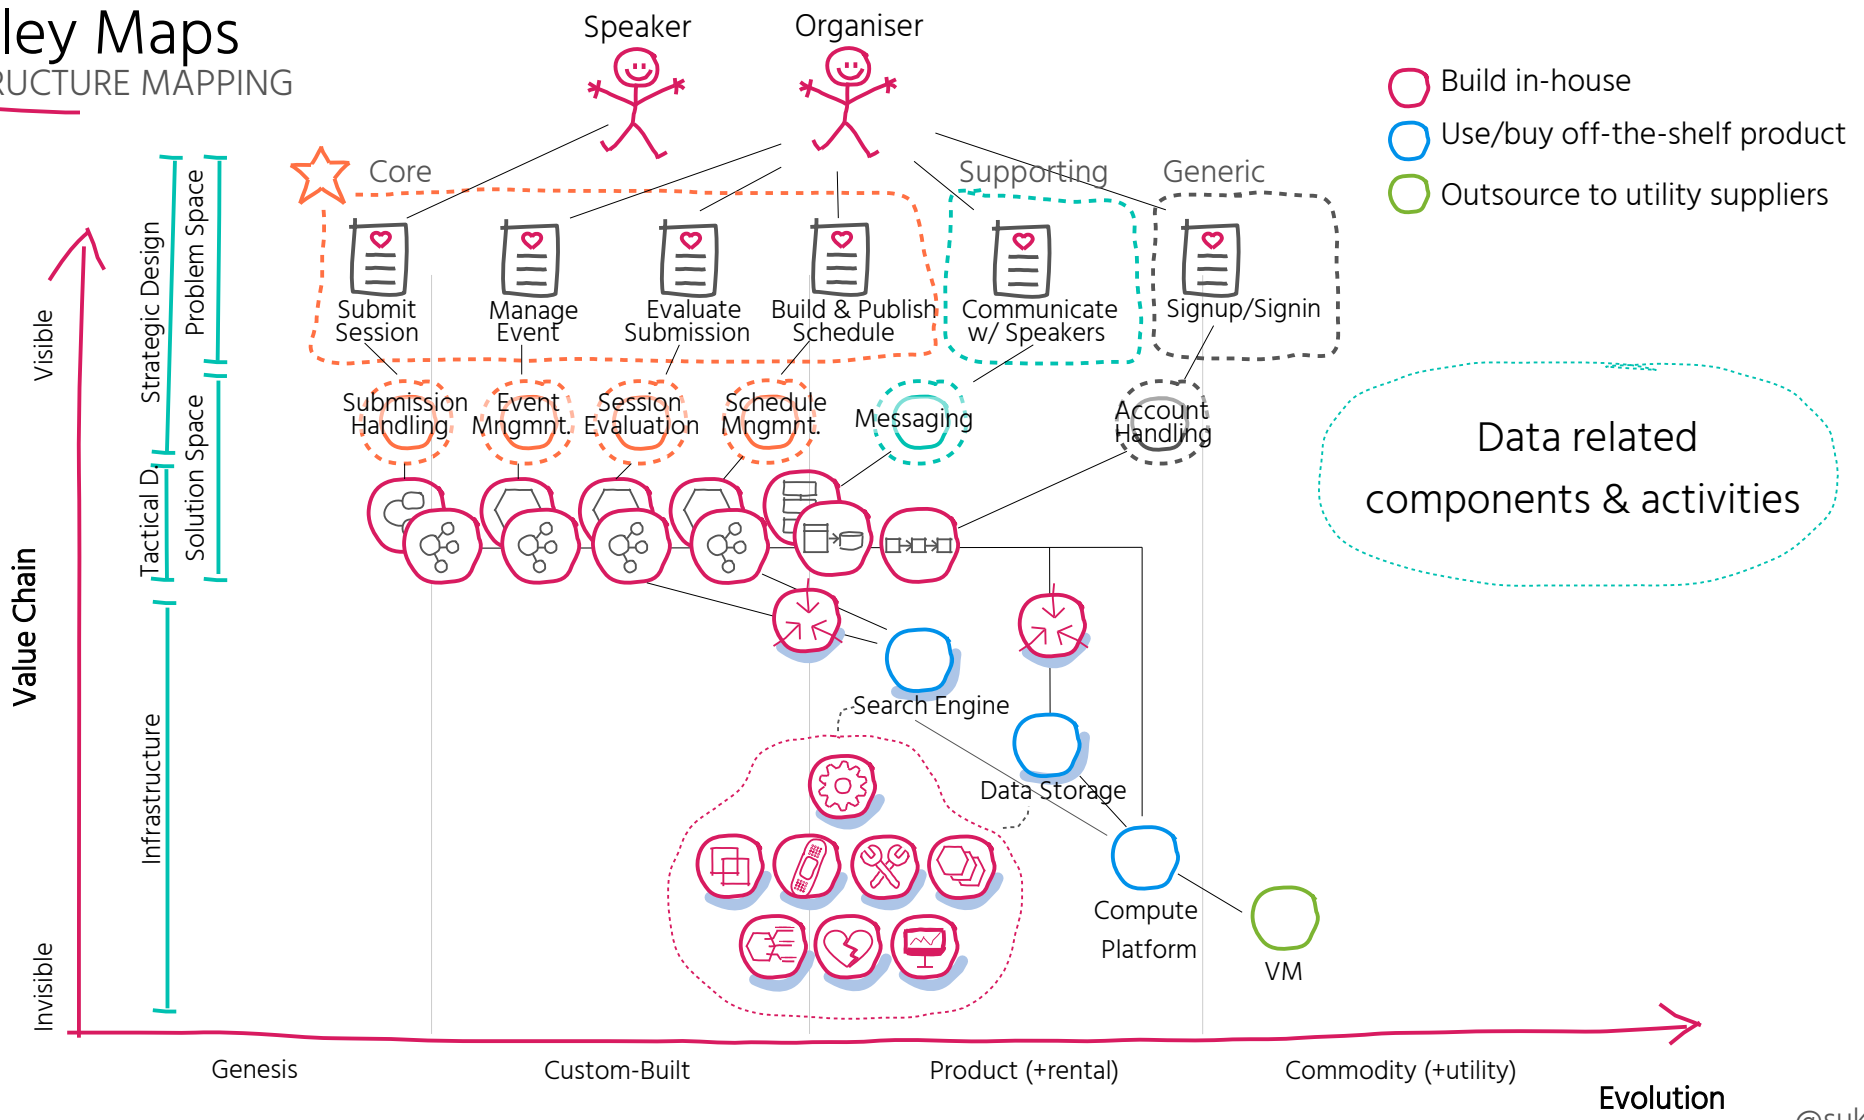 ley Maps
RUCTURE MAPPING
Speaker
Organiser
Build in-house
Use/buy off-the-shelf product
Outsource to utility suppliers
Core
Supporting
Generic
Submit
Session
Manage
Event
Evaluate
Submission
Build & Publish
Schedule
Communicate
w/ Speakers
Signup/Signin
Submission
Handling
Event
Mngmnt.
Session
Evaluation
Schedule
Mngmnt.
Messaging
Account
Handling
Data related
components & activities
Value Chain
Visible
Invisible
Strategic Design
Problem Space
Tactical D.
Solution Space
Infrastructure
Search Engine
Data Storage
Compute
Platform
VM
Genesis
Custom-Built
Product (+rental)
Commodity (+utility)
Evolution
@suk